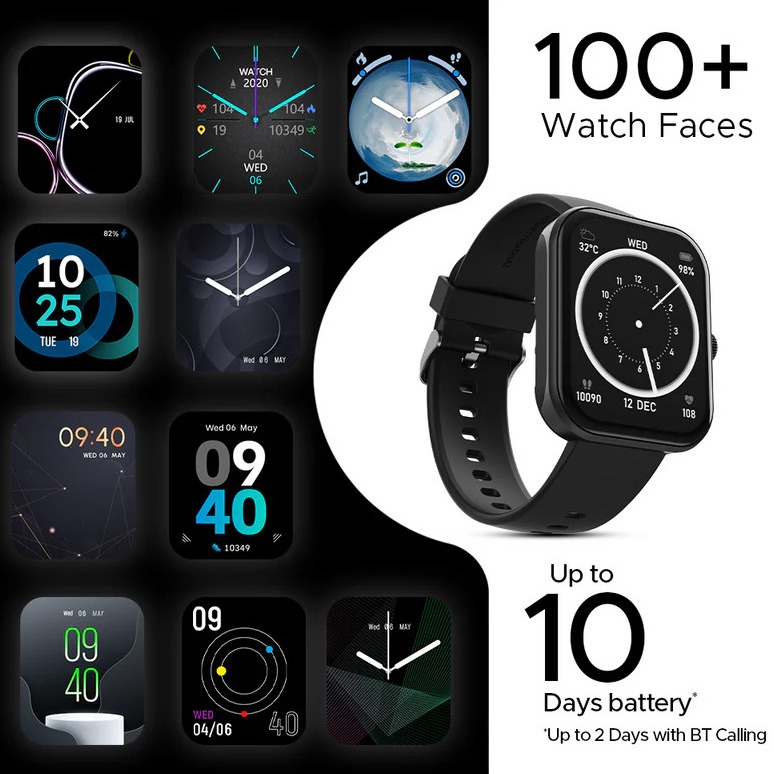 100+
Watch Faces
19 JUL
WATCH
2020
104
104
19
10349
04
WED
06
82%
10
25
TUE 19
Wed 06 MAY
32°C
WED
98%
12
1
2
3
4
5
6
7
8
9
10
11
10090
12 DEC
108
09:40
WED 06 MAY
Wed 06 May
09
40
10349
Wed 06 MAY
09
40
09
WED
04/06
40
Wed 06 MAY
Up to
10
Days battery*
*Up to 2 Days with BT Calling